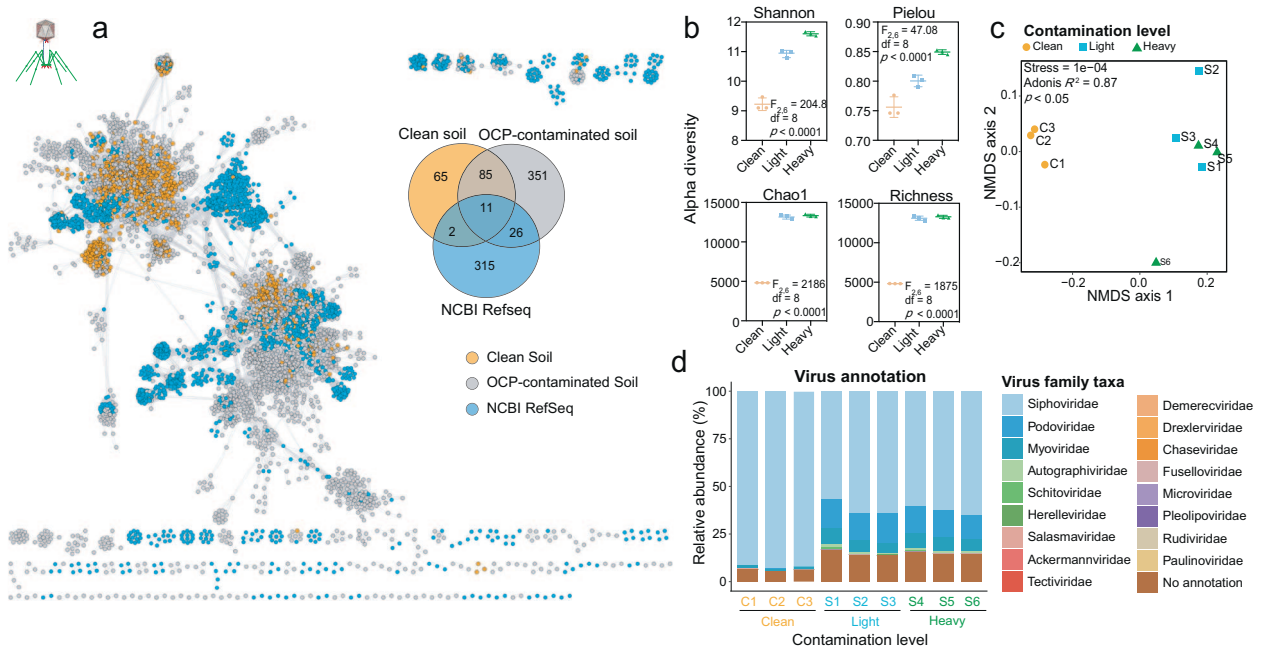 a
Clean soil OCP-contaminated soil
65
85
351
11
2
26
315
NCBI Refseq
Clean Soil
OCP-contaminated Soil
NCBI RefSeq
b
Alpha diversity
Shannon
12
11
10
9
8
F2,6 = 204.8
df = 8
p < 0.0001
Clean
Light
Heavy
Pielou
0.90
0.85
0.80
0.75
0.70
F2,6 = 47.08
df = 8
p < 0.0001
Clean
Light
Heavy
Chao1
15000
10000
5000
0
F2,6 = 2186
df = 8
p < 0.0001
Clean
Light
Heavy
Richness
15000
10000
5000
0
F2,6 = 1875
df = 8
p < 0.0001
Clean
Light
Heavy
c
Contamination level
Clean Light Heavy
Stress = 1e−04
Adonis R² = 0.87
p < 0.05
NMDS axis 2
0.1
0.0
−0.1
−0.2
C3
C2
C1
S2
S3
S4
S5
S1
S6
−0.2 0.0 0.2
NMDS axis 1
d
Virus annotation
Relative abundance (%)
100
75
50
25
0
C1 C2 C3 S1 S2 S3 S4 S5 S6
Clean Light Heavy
Contamination level
Virus family taxa
Siphoviridae
Podoviridae
Myoviridae
Autographiviridae
Schitoviridae
Herelleviridae
Salasmaviridae
Ackermannviridae
Tectiviridae
Demerecviridae
Drexlerviridae
Chaseviridae
Fuselloviridae
Microviridae
Pleolipoviridae
Rudiviridae
Paulinoviridae
No annotation